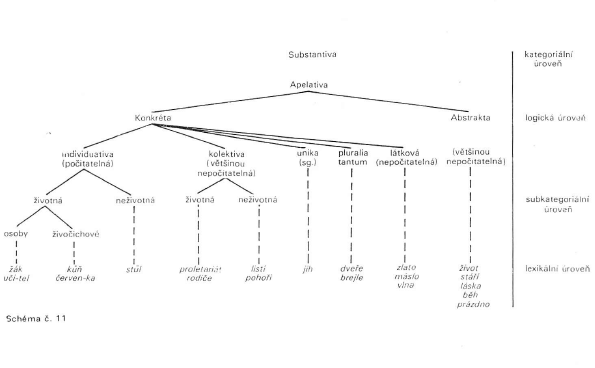 Substantiva
kategoriální
úroveň
Apelativa
Konkréta
Abstrakta
logická úroveň
individuativa
(počitatelná)
kolektiva
(většinou
nepočitatelná)
unika
(sg.)
pluralia
tantum
látková
(nepočitatelná)
(většinou
nepočitatelná)
životná
neživotná
životná
neživotná
subkategoriální
úroveň
osoby
živočichové
žák
učí-tel
kůň
červen-ka
stůl
proletariát
rodiče
listí
pohoří
jih
dveře
brejle
zlato
máslo
vlna
život
stáří
láska
běh
prázdno
lexikální úroveň
Schéma č. 11